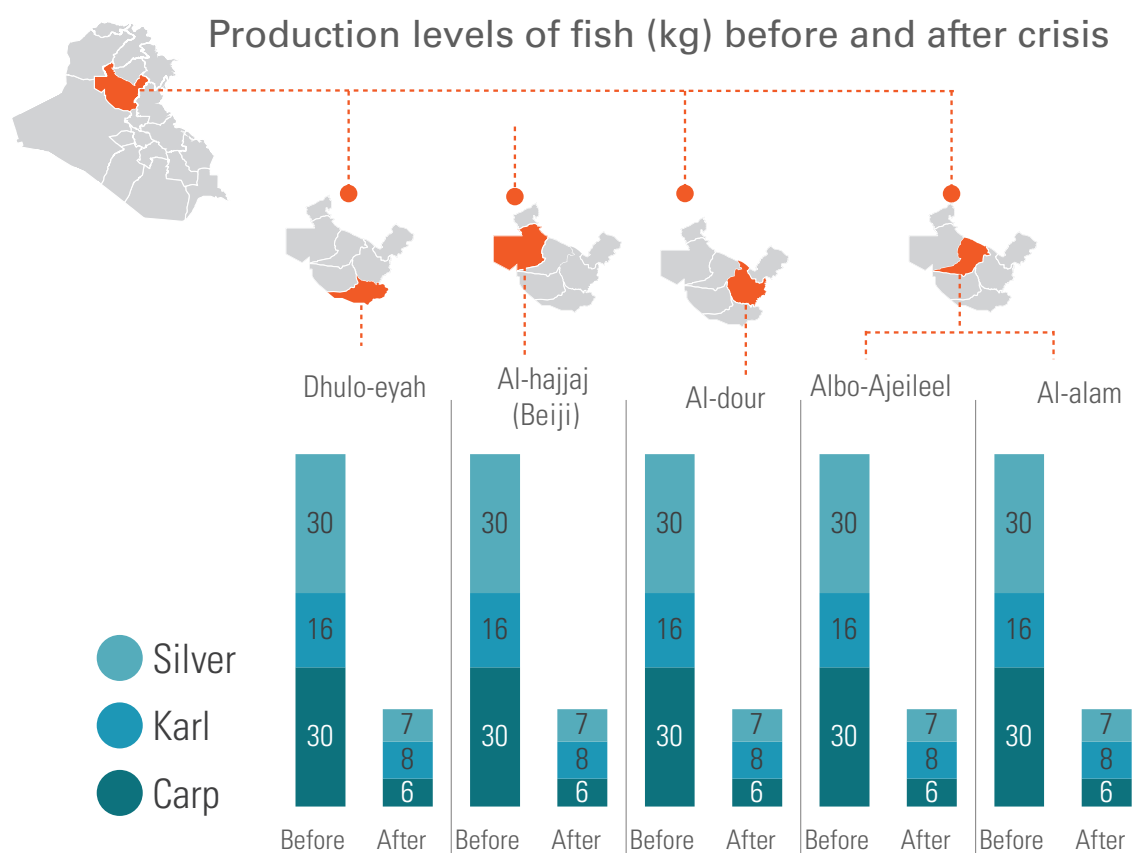 Production levels of fish (kg) before and after crisis
Dhulo-eyah
Al-hajjaj
(Beiji)
Al-dour
Albo-Ajeileel
Al-alam
30 30 30 30 30
16 16 16 16 16
Silver
Karl
Carp
7 7 7 7 7
30 30 30 30 30
8 8 8 8 8
6 6 6 6 6
Before After Before After Before After Before After Before After